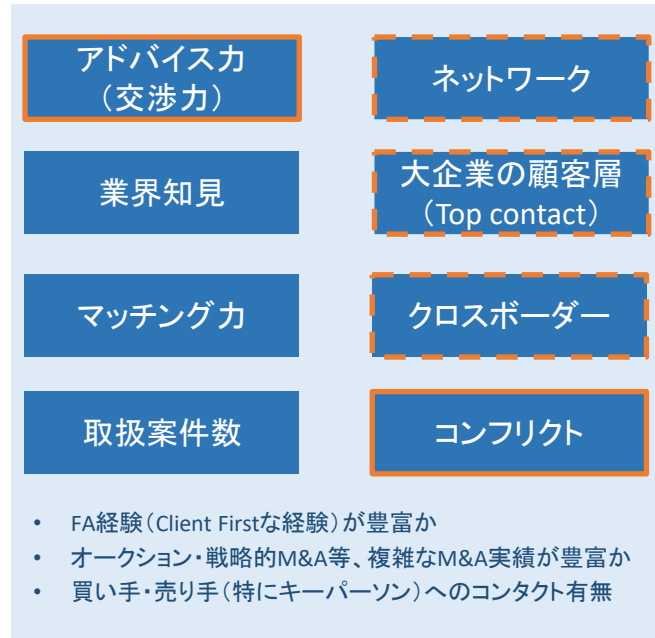 アドバイス力
（交渉力）
ネットワーク
業界知見
大企業の顧客層
（Top contact）
マッチング力
クロスボーダー
取扱案件数
コンフリクト
• FA経験（Client Firstな経験）が豊富か
• オークション・戦略的M&A等、複雑なM&A実績が豊富か
• 買い手・売り手（特にキーパーソン）へのコンタクト有無